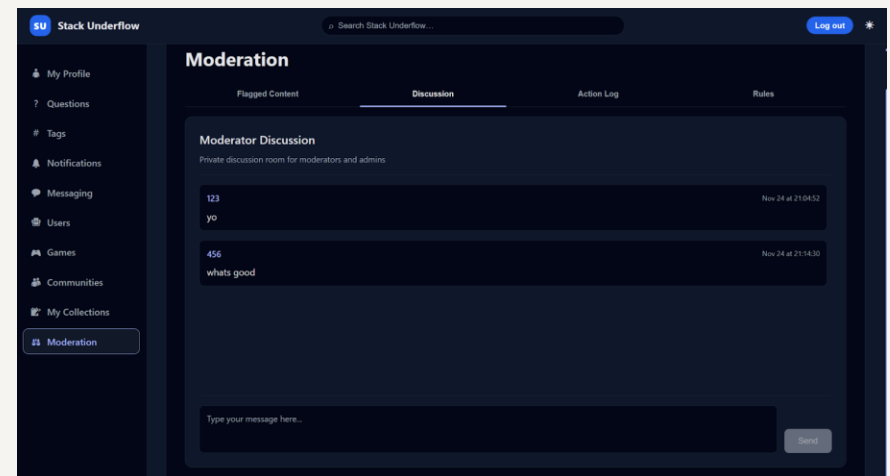 SU Stack Underflow
Search Stack Underflow...
Log out
My Profile
? Questions
# Tags
Notifications
Messaging
Users
Games
Communities
My Collections
Moderation
Moderation
Flagged Content Discussion Action Log Rules
Moderator Discussion
Private discussion room for moderators and admins
123 Nov 24 at 21:04:52
yo
456 Nov 24 at 21:14:30
whats good
Type your message here...
Send